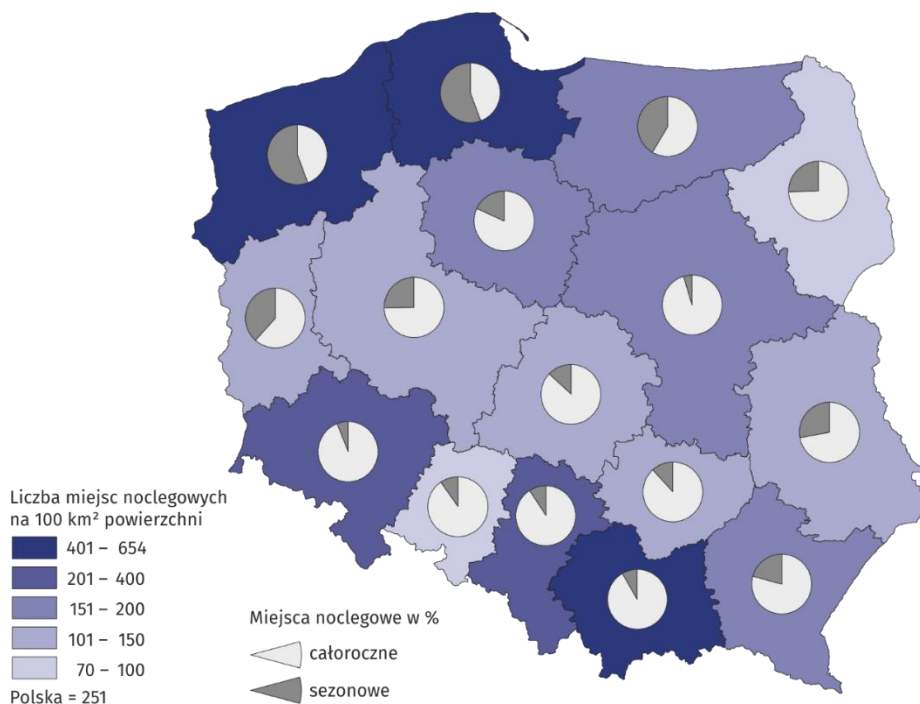 Liczba miejsc noclegowych
na 100 km² powierzchni
401 – 654
201 – 400
151 – 200
101 – 150
70 – 100
Polska = 251
Miejsca noclegowe w %
całoroczne
sezonowe